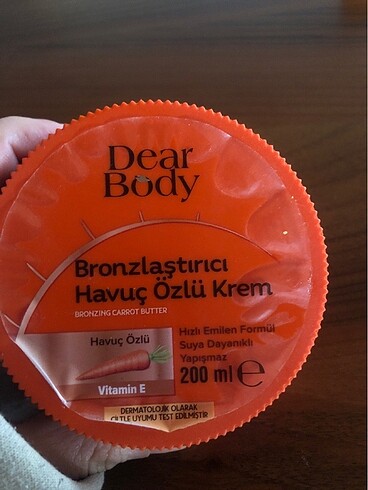 Dear
Body
Bronzlaştırıcı
Havuç Özlü Krem
BRONZING CARROT BUTTER
Havuç Özlü
Vitamin E
Hızlı Emilen Formül
Suya Dayanıklı
Yapışmaz
200 ml ℮
DERMATOLOJİK OLARAK
CİLTLE UYUMU TEST EDİLMİŞTİR